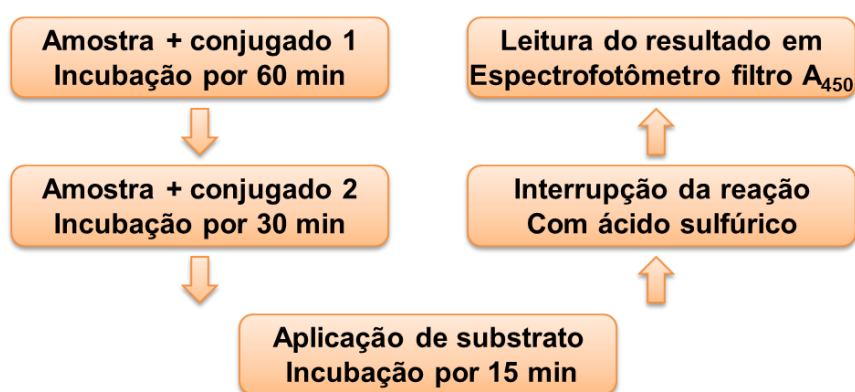 Amostra + conjugado 1
Incubação por 60 min
Amostra + conjugado 2
Incubação por 30 min
Aplicação de substrato
Incubação por 15 min
Interrupção da reação
Com ácido sulfúrico
Leitura do resultado em
Espectrofotômetro filtro A₄₅₀